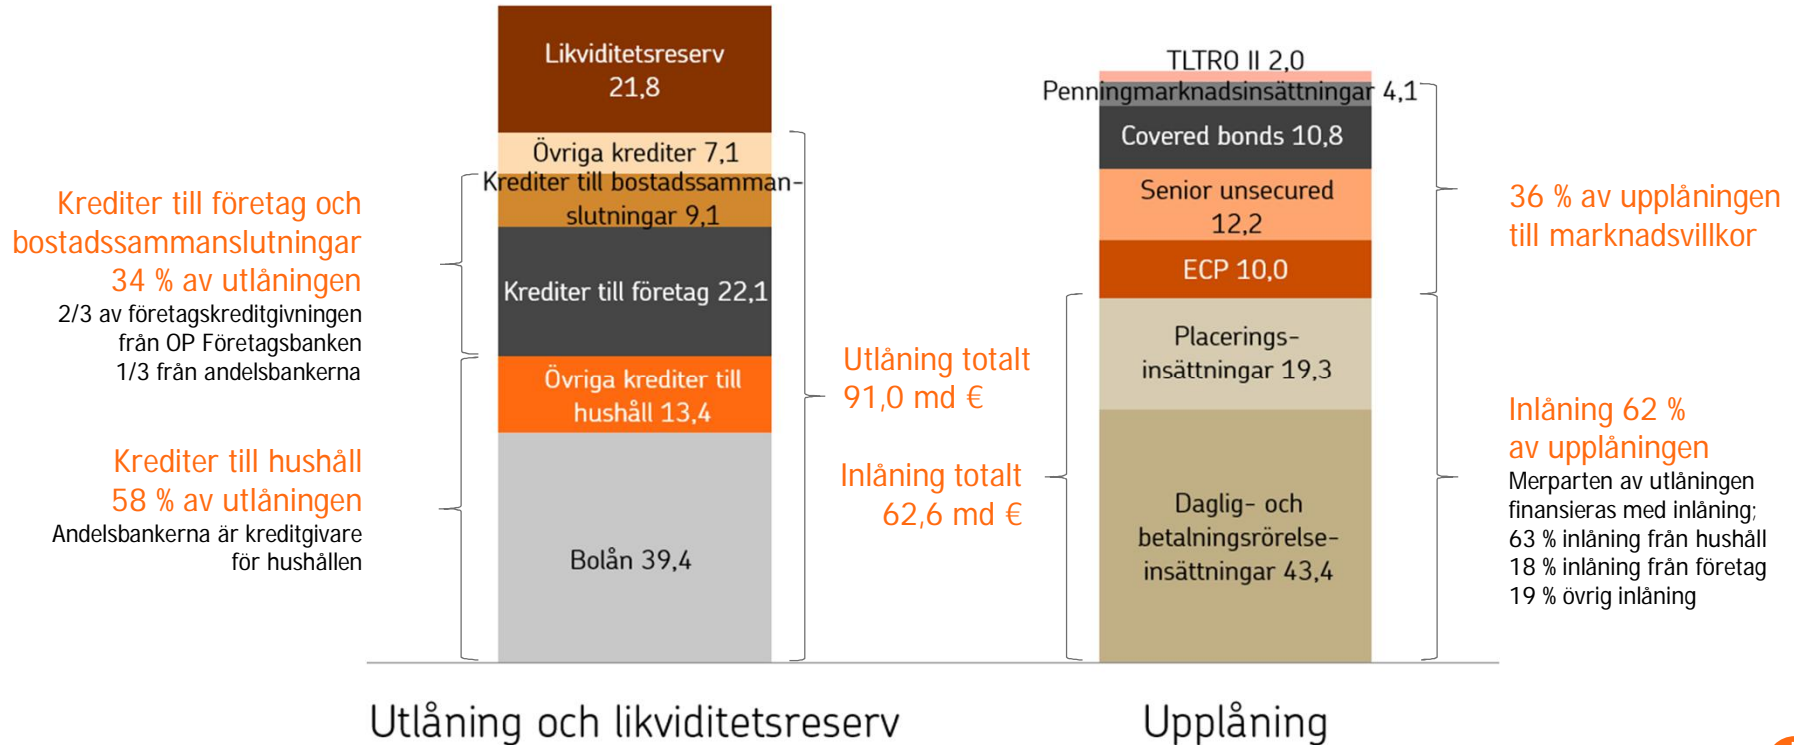 Krediter till företag och
bostadssammanslutningar
34 % av utlåningen
2/3 av företagskreditgivningen
från OP Företagsbanken
1/3 från andelsbankerna
Krediter till hushåll
58 % av utlåningen
Andelsbankerna är kreditgivare
för hushållen
Likviditetsreserv
21,8
Övriga krediter 7,1
Krediter till bostadssamman-
slutningar 9,1
Krediter till företag 22,1
Övriga krediter till
hushåll 13,4
Bolån 39,4
Utlåning totalt
91,0 md €
Inlåning totalt
62,6 md €
TLTRO II 2,0
Penningmarknadsinsättningar 4,1
Covered bonds 10,8
Senior unsecured
12,2
ECP 10,0
Placerings-
insättningar 19,3
Daglig- och
betalningsrörelse-
insättningar 43,4
36 % av upplåningen
till marknadsvillkor
Inlåning 62 %
av upplåningen
Merparten av utlåningen
finansieras med inlåning;
63 % inlåning från hushåll
18 % inlåning från företag
19 % övrig inlåning
Utlåning och likviditetsreserv
Upplåning